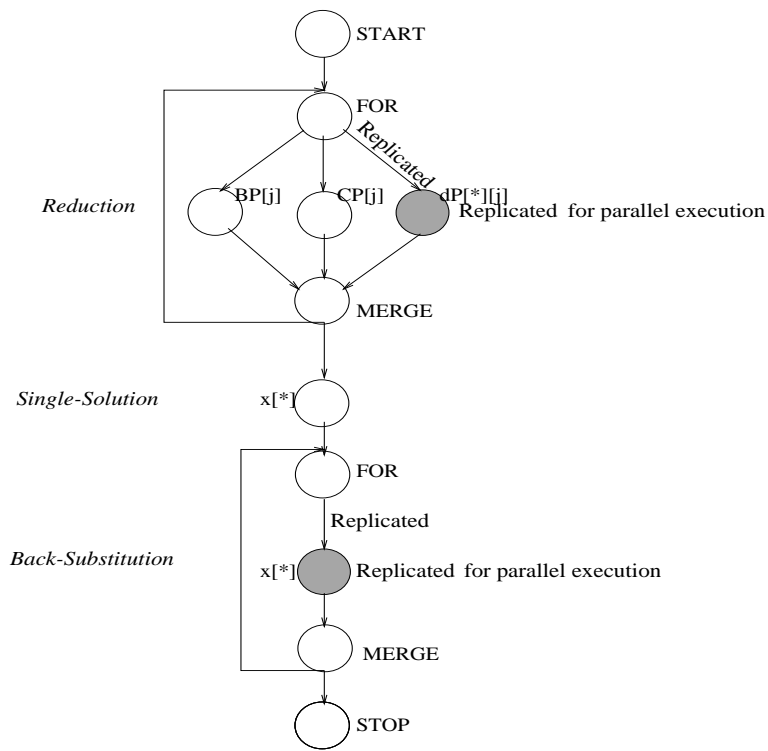 START
FOR
Replicated
BP[j]
CP[j]
dP[*][j]
Reduction
Replicated for parallel execution
MERGE
Single-Solution
x[*]
FOR
Replicated
Back-Substitution
x[*]
Replicated for parallel execution
MERGE
STOP